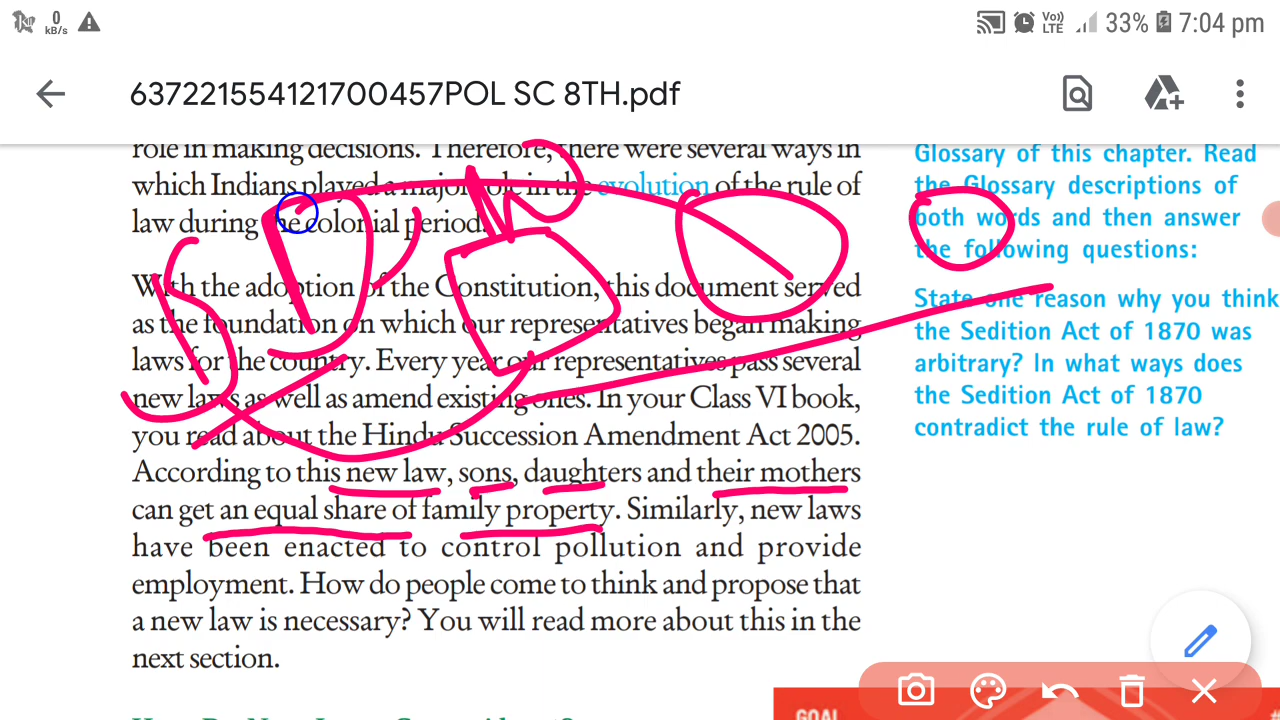 0
kB/s
Vo))
LTE
33%
7:04 pm
637221554121700457POL SC 8TH.pdf
role in making decisions. Therefore, there were several ways in
which Indians played a major role in the evolution of the rule of
law during the colonial period.
With the adoption of the Constitution, this document served
as the foundation on which our representatives began making
laws for the country. Every year our representatives pass several
new laws as well as amend existing ones. In your Class VI book,
you read about the Hindu Succession Amendment Act 2005.
According to this new law, sons, daughters and their mothers
can get an equal share of family property. Similarly, new laws
have been enacted to control pollution and provide
employment. How do people come to think and propose that
a new law is necessary? You will read more about this in the
next section.
Glossary of this chapter. Read
the Glossary descriptions of
both words and then answer
the following questions:
State one reason why you think
the Sedition Act of 1870 was
arbitrary? In what ways does
the Sedition Act of 1870
contradict the rule of law?
GOAL